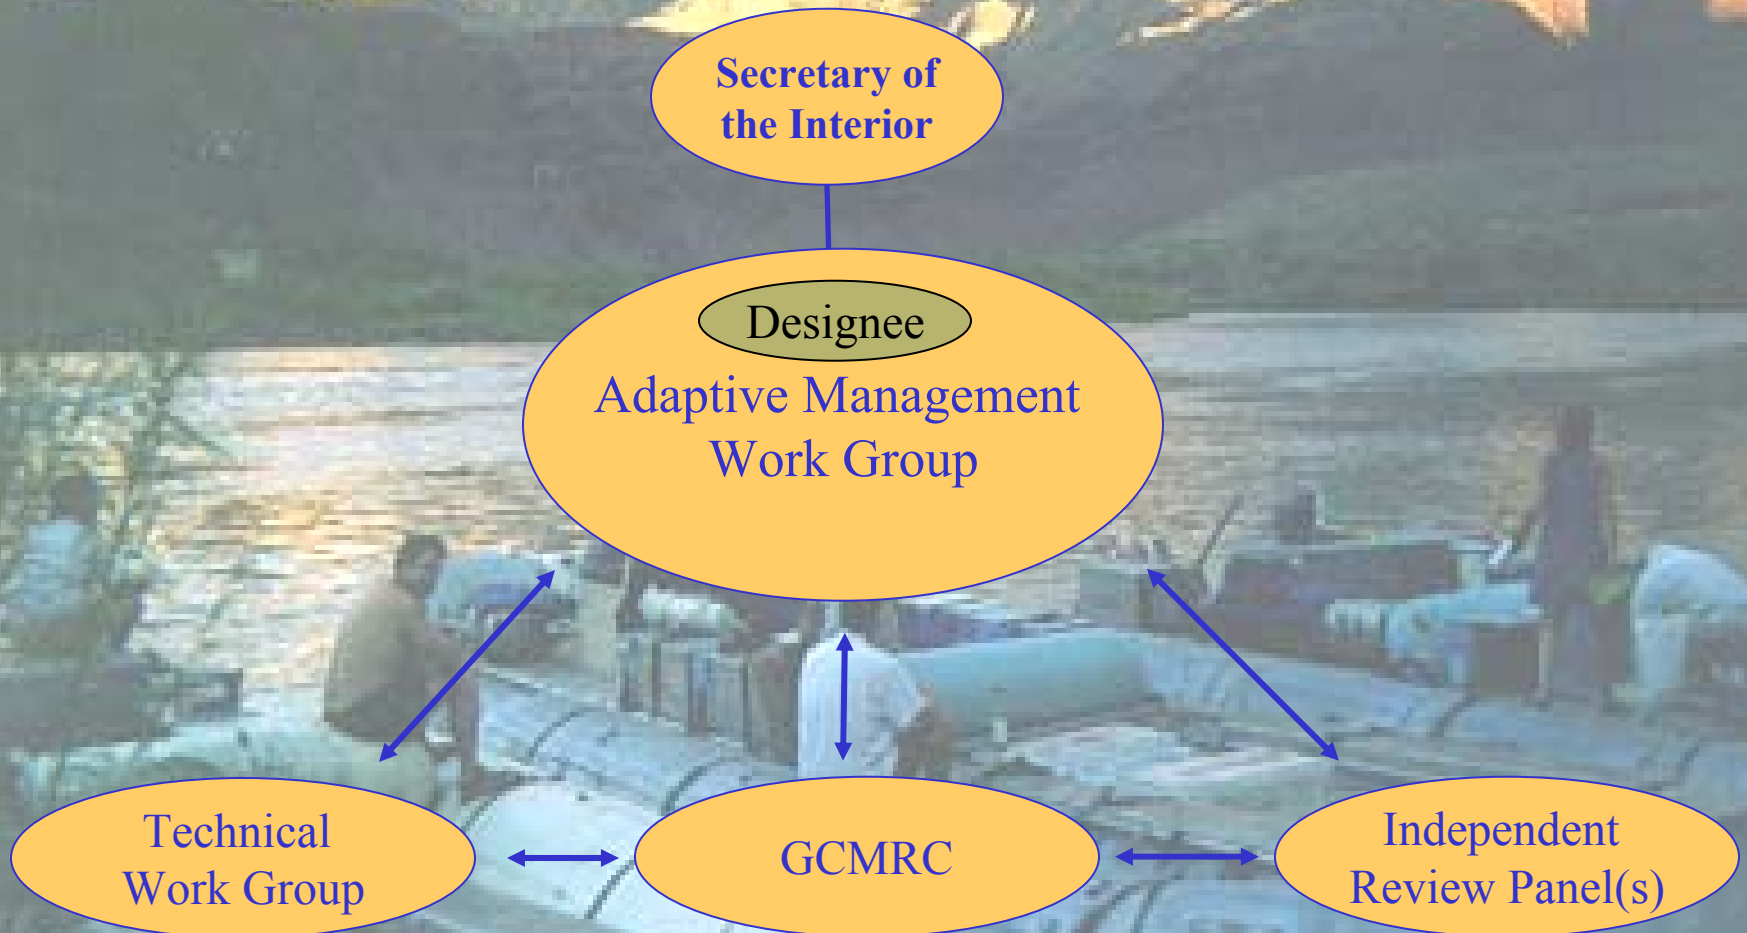 Secretary of
the Interior
Designee
Adaptive Management
Work Group
Technical
Work Group
GCMRC
Independent
Review Panel(s)